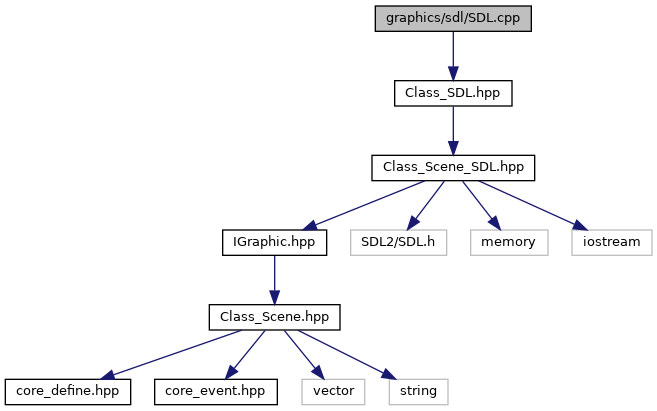 graphics/sdl/SDL.cpp
Class_SDL.hpp
Class_Scene_SDL.hpp
IGraphic.hpp
SDL2/SDL.h
memory
iostream
Class_Scene.hpp
core_define.hpp
core_event.hpp
vector
string